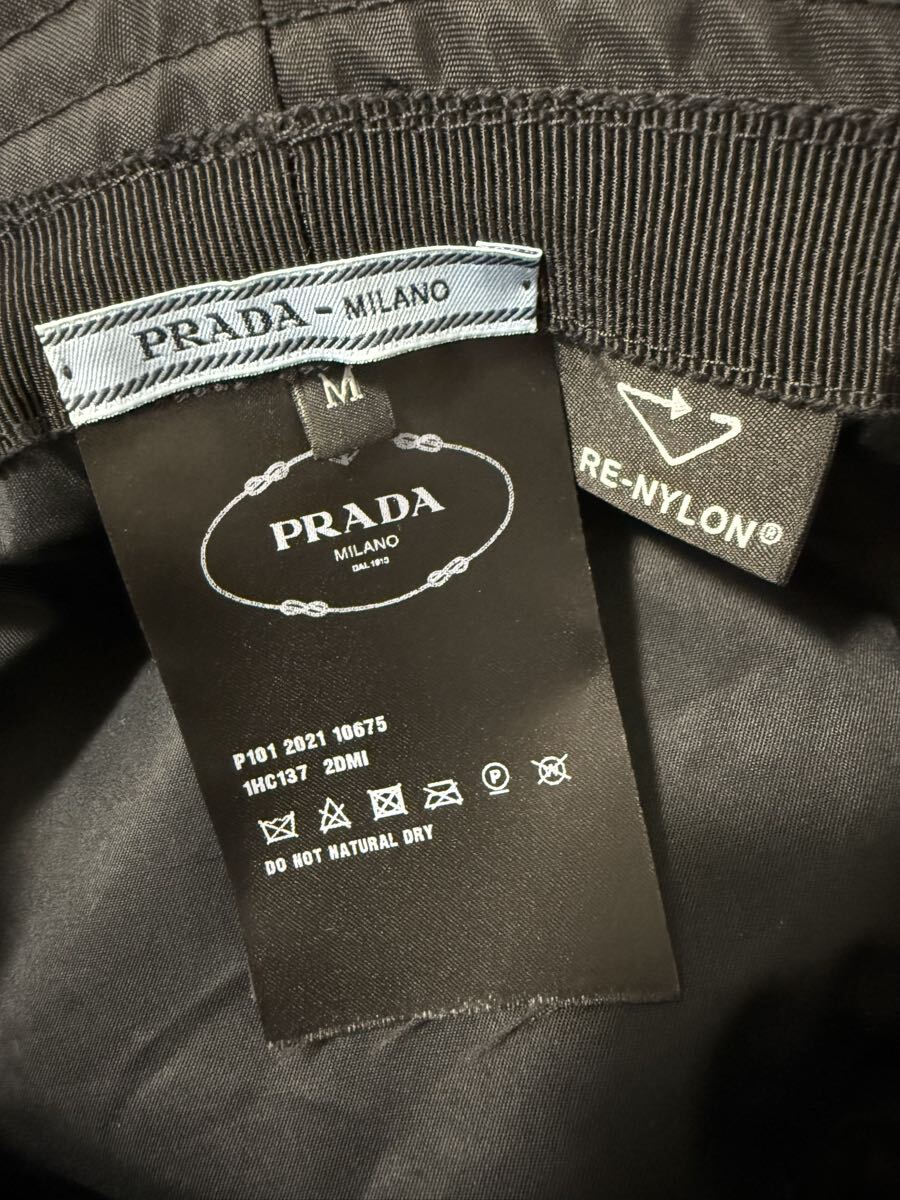 PRADA - MILANO
M
RE-NYLON®
PRADA
MILANO
DAL 1913
P101 2021 10675
1HC137 2DMI
P
W
DO NOT NATURAL DRY